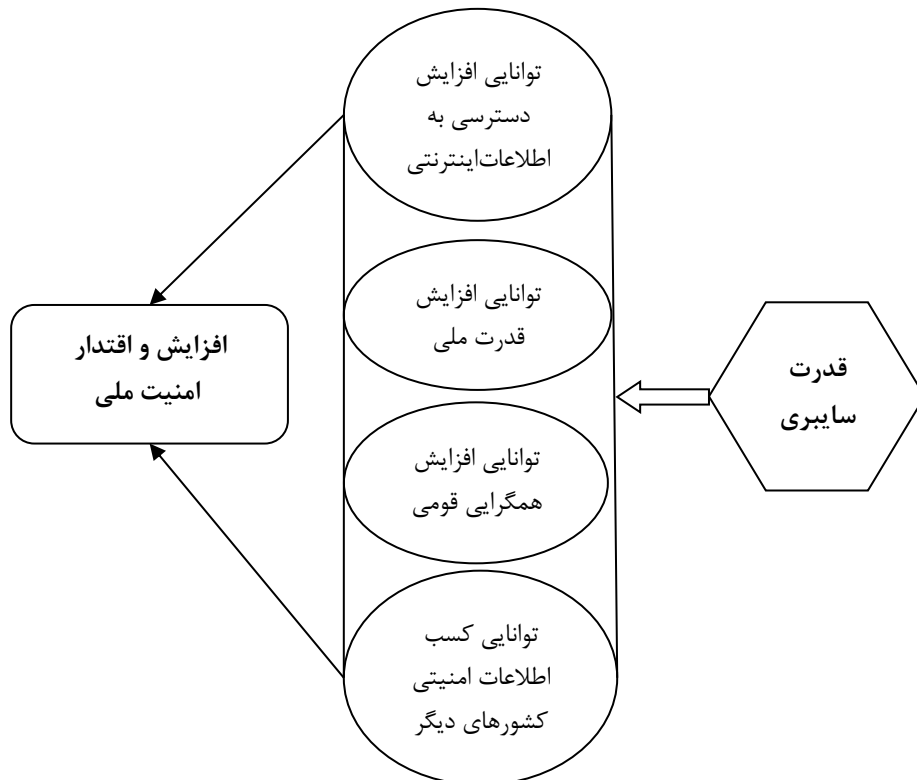 توانایی افزایش
دسترسی به
اطلاعات‌اینترنتی
توانایی افزایش
قدرت ملی
افزایش و اقتدار
امنیت ملی
قدرت
سایبری
توانایی افزایش
همگرایی قومی
توانایی کسب
اطلاعات امنیتی
کشورهای دیگر